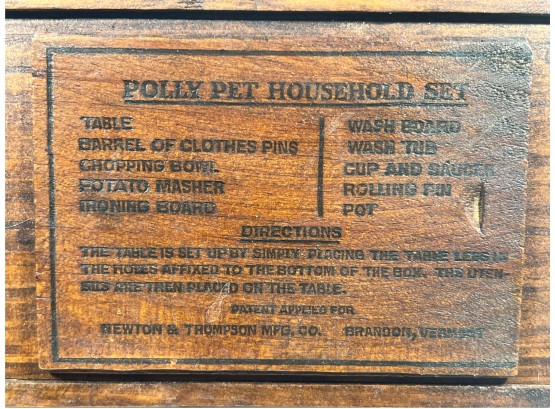 POLLY PET HOUSEHOLD SET
TABLE
BARREL OF CLOTHES PINS
CHOPPING BOWL
POTATO MASHER
IRONING BOARD
WASH BOARD
WASH TUB
CUP AND SAUCER
ROLLING PIN
POT
DIRECTIONS
THE TABLE IS SET UP BY SIMPLY PLACING THE TABLE LEGS IN
THE HOLES AFFIXED TO THE BOTTOM OF THE BOX. THE UTEN-
SILS ARE THEN PLACED ON THE TABLE.
PATENT APPLIED FOR
NEWTON & THOMPSON MFG. CO. BRANDON, VERMONT